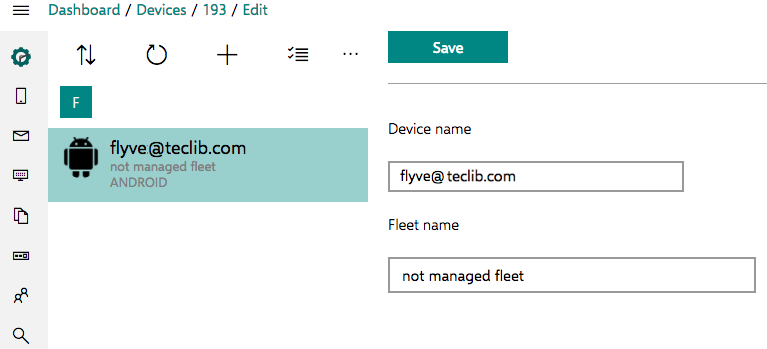 Dashboard / Devices / 193 / Edit
Save
F
flyve@teclib.com
not managed fleet
ANDROID
Device name
flyve@teclib.com
Fleet name
not managed fleet